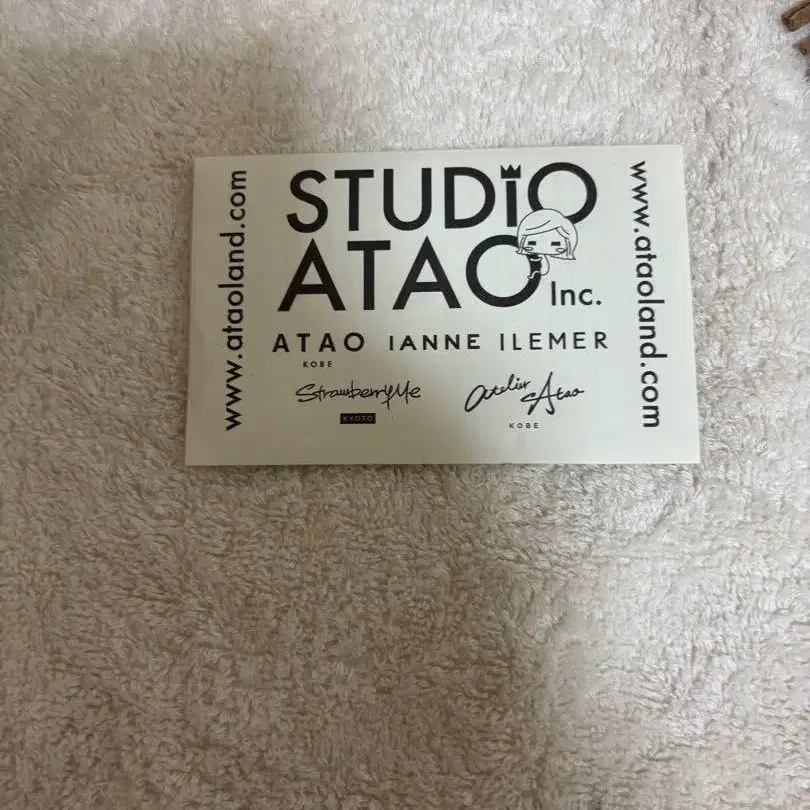 www.ataoland.com
STUDiO
ATAO Inc.
ATAO IANNE ILEMER
KOBE
StrawberryMe atelier Atao
KYOTO KOBE
www.ataoland.com